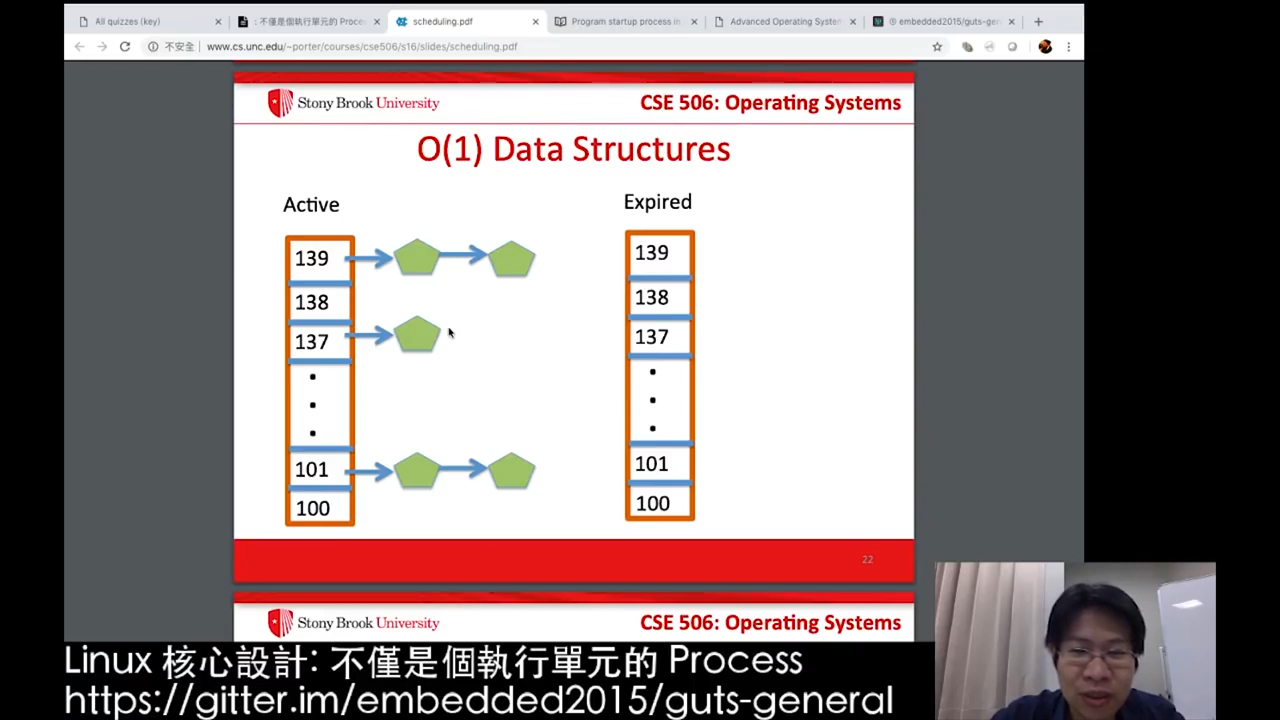 All quizzes (key)
: 不僅是個執行單元的 Proce
scheduling.pdf
Program startup process in
Advanced Operating System
embedded2015/guts-gen
不安全
www.cs.unc.edu/~porter/courses/cse506/s16/slides/scheduling.pdf
Stony Brook University
CSE 506: Operating Systems
O(1) Data Structures
Active
Expired
139
138
137
101
100
139
138
137
101
100
22
Stony Brook University
CSE 506: Operating Systems
Linux 核心設計: 不僅是個執行單元的 Process
https://gitter.im/embedded2015/guts-general